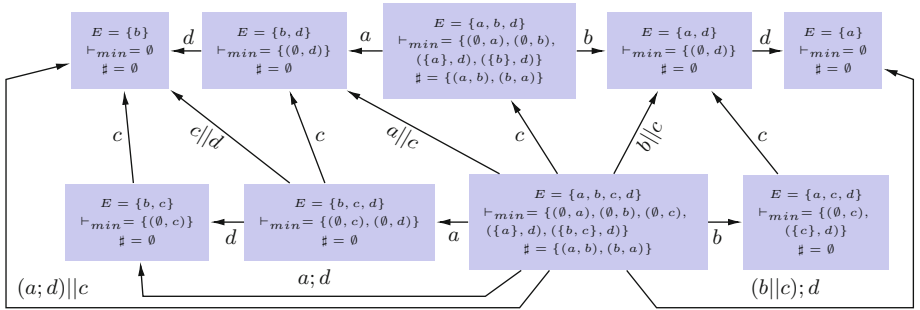 E = {b}
⊢min= ∅
♯ = ∅
d
E = {b, d}
⊢min= {(∅, d)}
♯ = ∅
a
E = {a, b, d}
⊢min= {(∅, a), (∅, b),
({a}, d), ({b}, d)}
♯ = {(a, b), (b, a)}
b
E = {a, d}
⊢min= {(∅, d)}
♯ = ∅
d
E = {a}
⊢min= ∅
♯ = ∅
c
c||d
c
a||c
c
b||c
c
E = {b, c}
⊢min= {(∅, c)}
♯ = ∅
d
E = {b, c, d}
⊢min= {(∅, c), (∅, d)}
♯ = ∅
a
E = {a, b, c, d}
⊢min= {(∅, a), (∅, b), (∅, c),
({a}, d), ({b, c}, d)}
♯ = {(a, b), (b, a)}
b
E = {a, c, d}
⊢min= {(∅, c),
({c}, d)}
♯ = ∅
(a; d)||c
a; d
(b||c); d